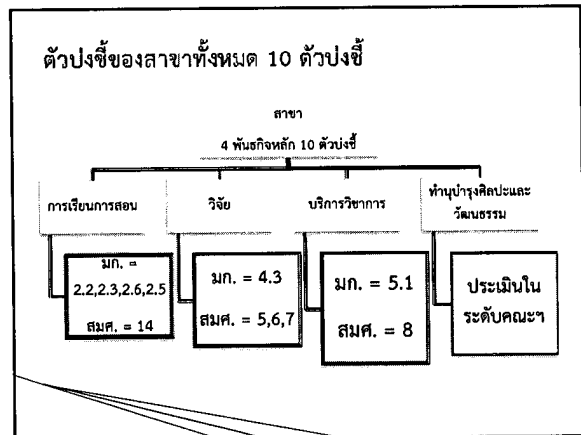 ตัวบ่งชี้ของสาขาทั้งหมด 10 ตัวบ่งชี้
สาขา
4 พันธกิจหลัก 10 ตัวบ่งชี้
การเรียนการสอน
มก. =
2.2,2.3,2.6,2.5
สมศ. = 14
วิจัย
มก. = 4.3
สมศ. = 5,6,7
บริการวิชาการ
มก. = 5.1
สมศ. = 8
ทำนุบำรุงศิลปะและ
วัฒนธรรม
ประเมินใน
ระดับคณะฯ